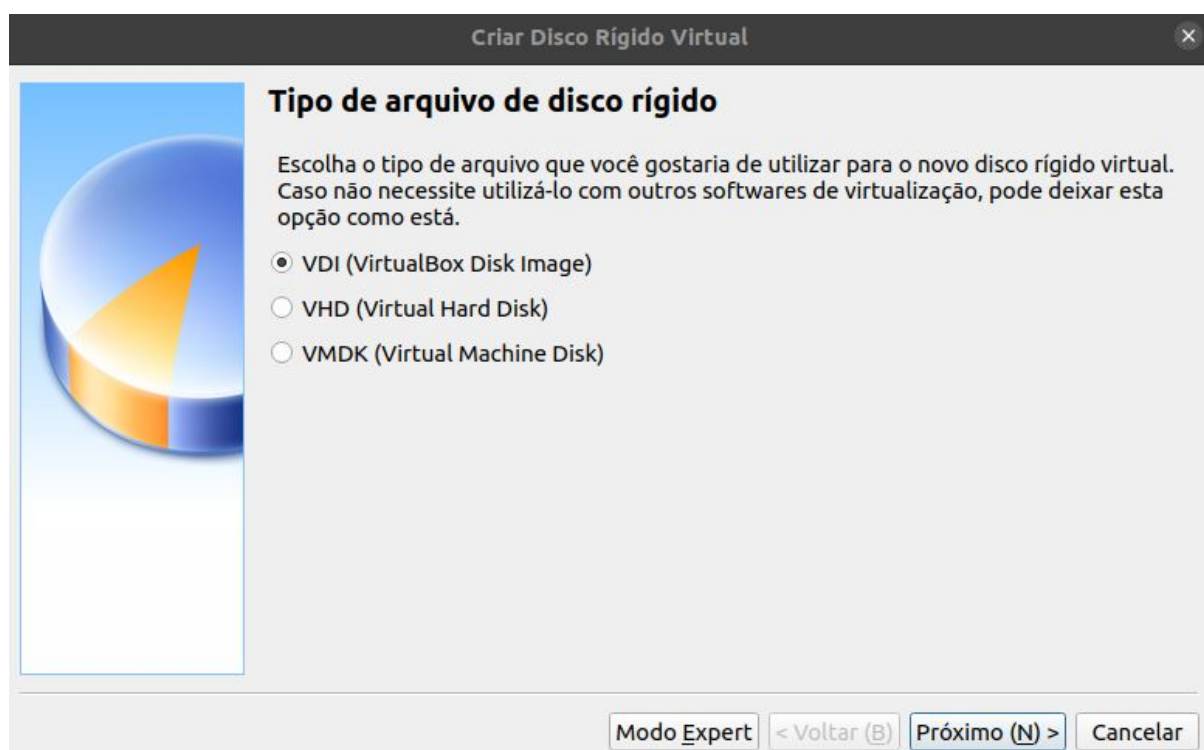 Criar Disco Rígido Virtual
Tipo de arquivo de disco rígido
Escolha o tipo de arquivo que você gostaria de utilizar para o novo disco rígido virtual.
Caso não necessite utilizá-lo com outros softwares de virtualização, pode deixar esta
opção como está.
VDI (VirtualBox Disk Image)
VHD (Virtual Hard Disk)
VMDK (Virtual Machine Disk)
Modo Expert < Voltar (B) Próximo (N) > Cancelar